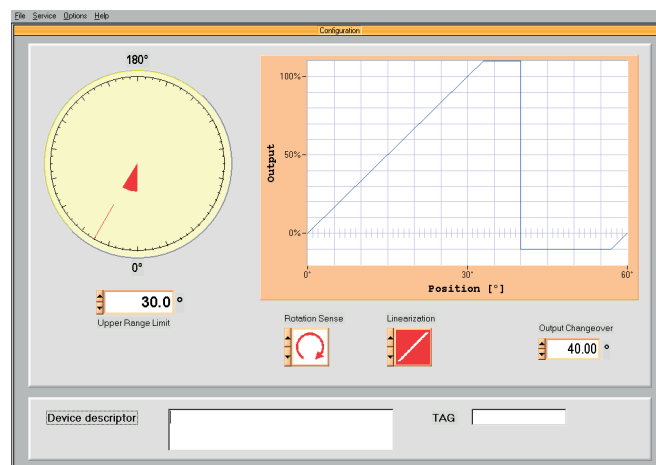 File Service Options Help
Configuration
180°
0°
30.0 °
Upper Range Limit
100%
50%
0%
Output
0° 30° 60°
Position [°]
Rotation Sense
Linearization
Output Changeover
40.00 °
Device descriptor
TAG